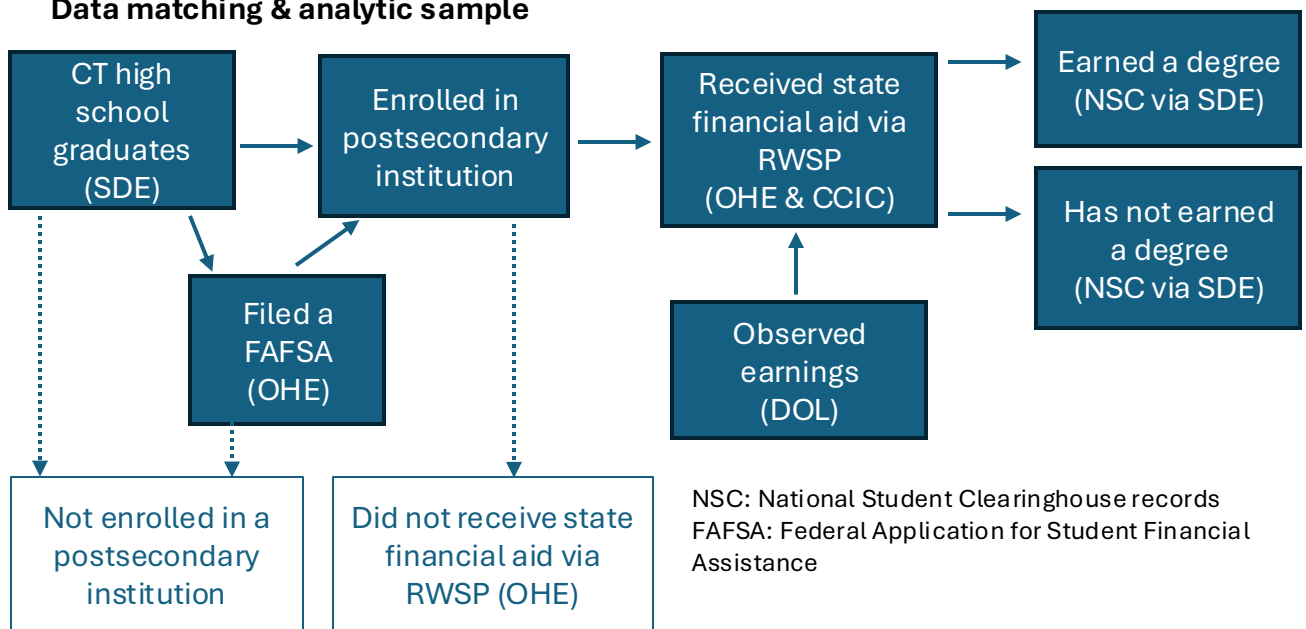 Data matching & analytic sample
CT high
school
graduates
(SDE)
Enrolled in
postsecondary
institution
Received state
financial aid via
RWSP
(OHE & CCIC)
Earned a degree
(NSC via SDE)
Has not earned
a degree
(NSC via SDE)
Filed a
FAFSA
(OHE)
Observed
earnings
(DOL)
Not enrolled in a
postsecondary
institution
Did not receive state
financial aid via
RWSP (OHE)
NSC: National Student Clearinghouse records
FAFSA: Federal Application for Student Financial
Assistance